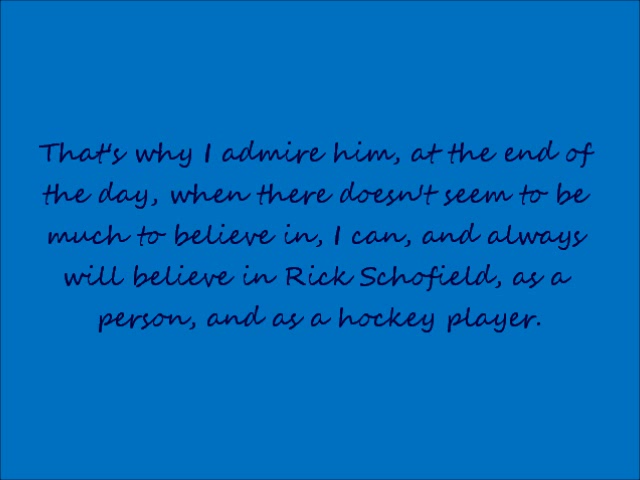 That's why I admire him, at the end of
the day, when there doesn't seem to be
much to believe in, I can, and always
will believe in Rick Schofield, as a
person, and as a hockey player.